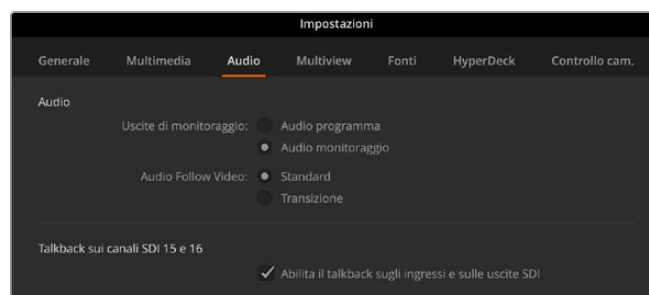 Impostazioni
Generale Multimedia Audio Multiview Fonti HyperDeck Controllo cam.
Audio
Uscite di monitoraggio: Audio programma
Audio monitoraggio
Audio Follow Video: Standard
Transizione
Talkback sui canali SDI 15 e 16
Abilita il talkback sugli ingressi e sulle uscite SDI